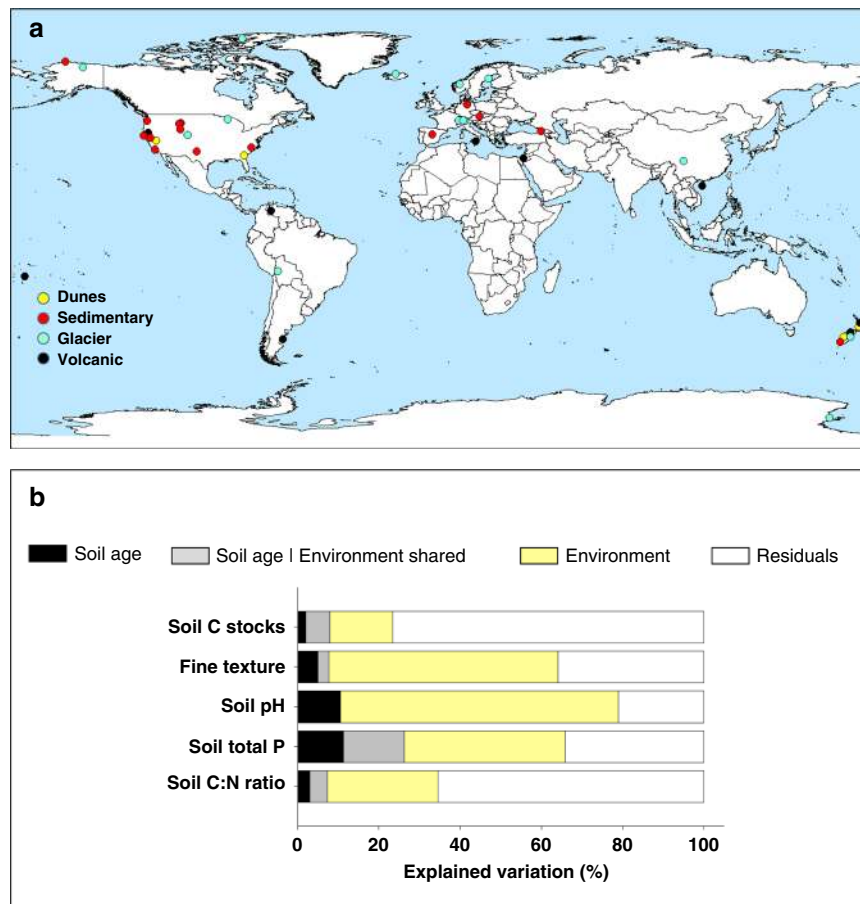 a
Dunes
Sedimentary
Glacier
Volcanic
b
Soil age
Soil age | Environment shared
Environment
Residuals
Soil C stocks
Fine texture
Soil pH
Soil total P
Soil C:N ratio
0 20 40 60 80 100
Explained variation (%)